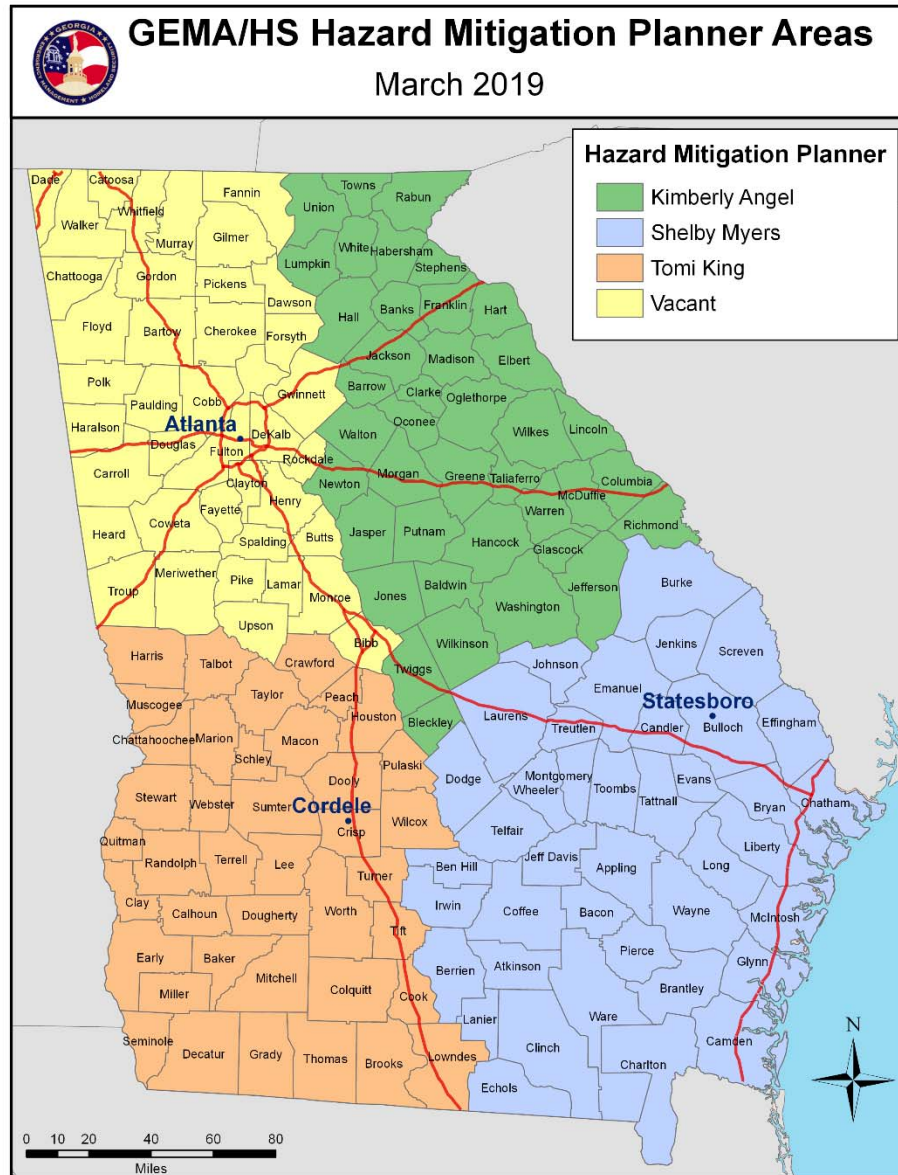 GEMA/HS Hazard Mitigation Planner Areas
March 2019
Hazard Mitigation Planner
Kimberly Angel
Shelby Myers
Tomi King
Vacant
Dade
Catoosa
Fannin
Towns
Rabun
Union
Whitfield
Walker
Murray
Gilmer
White
Habersham
Lumpkin
Stephens
Chattooga
Gordon
Pickens
Dawson
Hall
Banks
Franklin
Hart
Floyd
Bartow
Cherokee
Forsyth
Jackson
Madison
Elbert
Polk
Paulding
Cobb
Gwinnett
Barrow
Clarke
Oglethorpe
Oconee
Haralson
Atlanta
DeKalb
Walton
Wilkes
Lincoln
Douglas
Fulton
Rockdale
Carroll
Clayton
Newton
Morgan
Greene
Taliaferro
McDuffie
Columbia
Fayette
Henry
Warren
Richmond
Heard
Coweta
Spalding
Butts
Jasper
Putnam
Hancock
Glascock
Troup
Meriwether
Pike
Lamar
Monroe
Jones
Baldwin
Washington
Jefferson
Burke
Upson
Bibb
Wilkinson
Jenkins
Screven
Harris
Talbot
Crawford
Twiggs
Johnson
Emanuel
Statesboro
Muscogee
Taylor
Peach
Houston
Bleckley
Laurens
Treutlen
Candler
Bulloch
Effingham
Chattahoochee
Marion
Macon
Schley
Pulaski
Dodge
Montgomery
Wheeler
Toombs
Tattnall
Evans
Bryan
Chatham
Stewart
Webster
Sumter
Dooly
Cordele
Crisp
Wilcox
Telfair
Liberty
Quitman
Randolph
Terrell
Lee
Turner
Ben Hill
Jeff Davis
Appling
Long
Clay
Calhoun
Dougherty
Worth
Tift
Irwin
Coffee
Bacon
Wayne
McIntosh
Early
Baker
Mitchell
Berrien
Atkinson
Pierce
Glynn
Miller
Colquitt
Cook
Lanier
Ware
Brantley
Seminole
Decatur
Grady
Thomas
Brooks
Lowndes
Clinch
Charlton
Camden
Echols
N
0 10 20 40 60 80
Miles